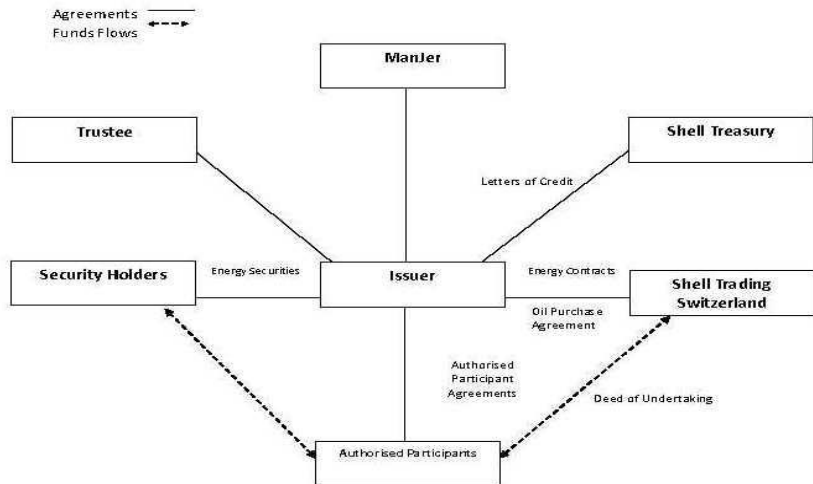 Agreements
Funds Flows
ManJer
Trustee
Shell Treasury
Letters of Credit
Security Holders
Energy Securities
Issuer
Energy Contracts
Shell Trading
Switzerland
Oil Purchase
Agreement
Authorised
Participant
Agreements
Deed of Undertaking
Authorised Participants